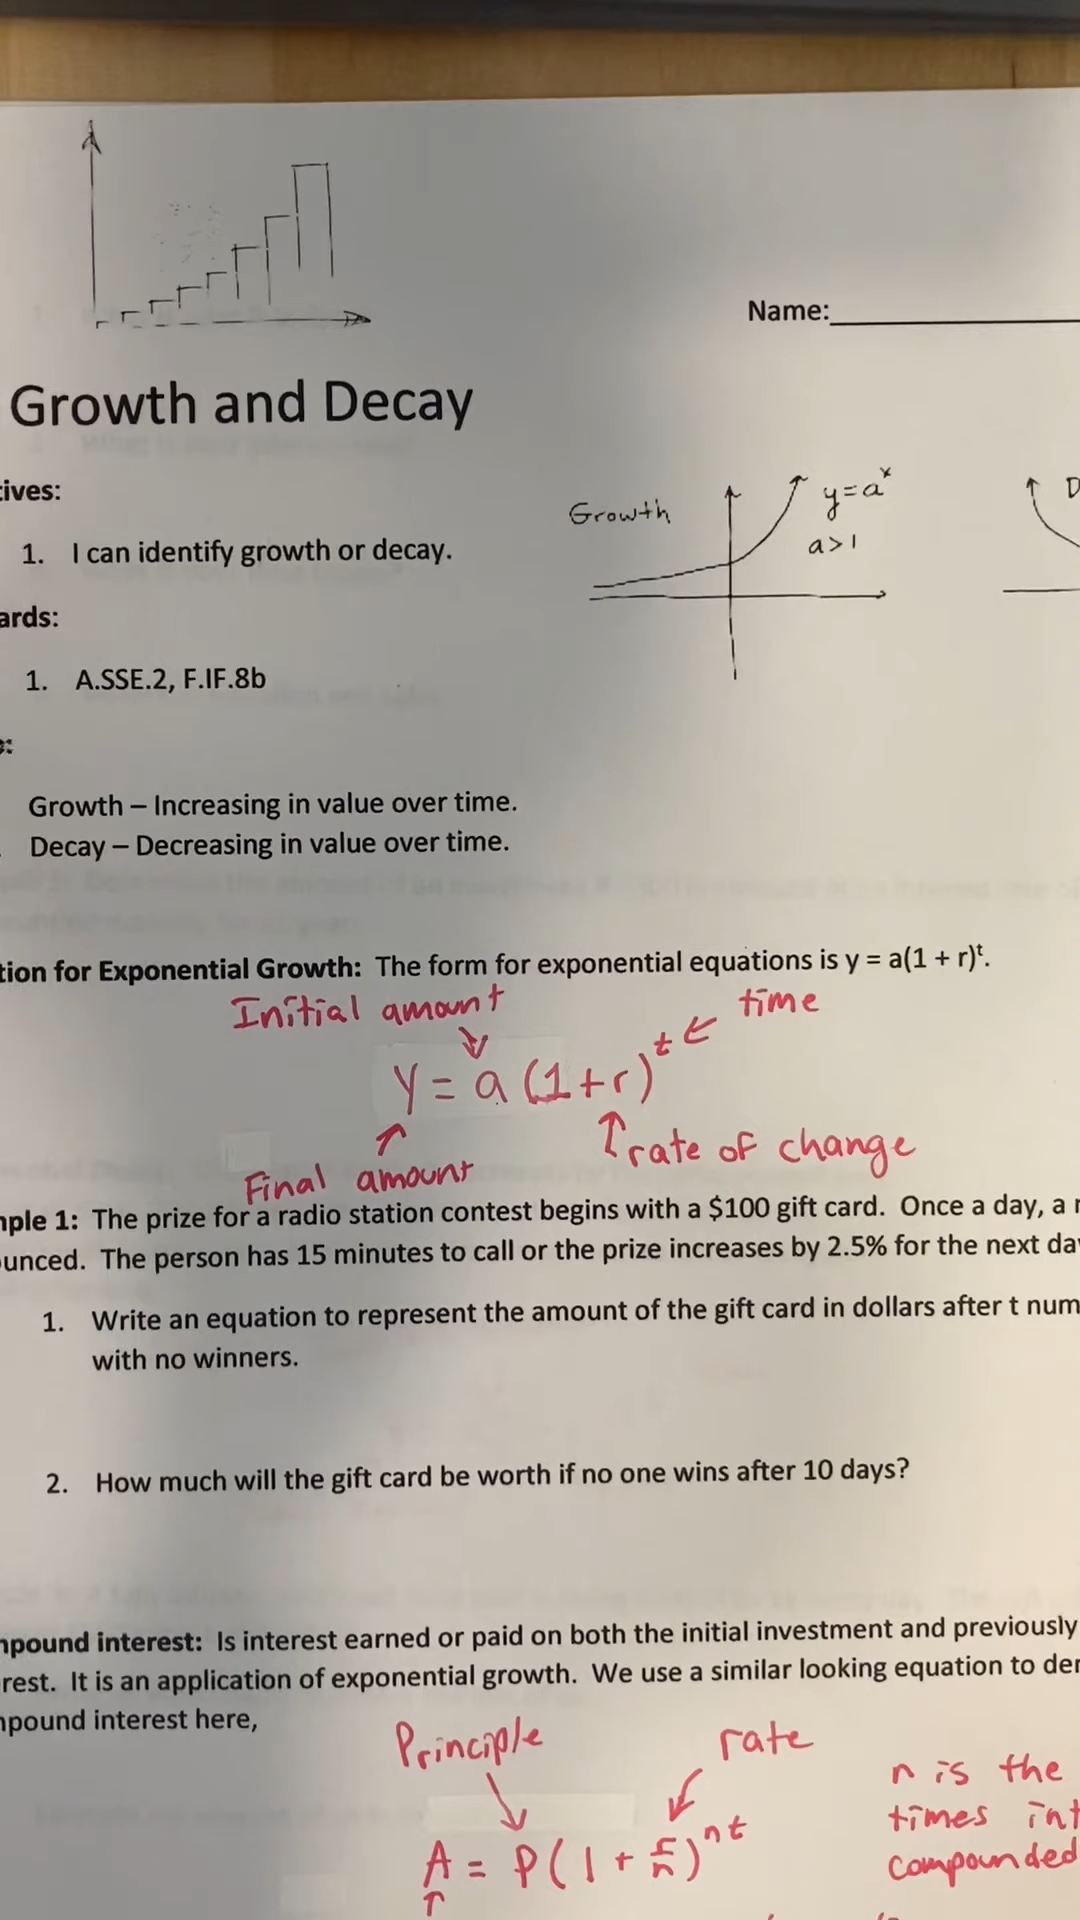 Name:
Growth and Decay
ives:
Growth
y=aˣ
a>1
D
1. I can identify growth or decay.
ards:
1. A.SSE.2, F.IF.8b
Growth – Increasing in value over time.
Decay – Decreasing in value over time.
tion for Exponential Growth: The form for exponential equations is y = a(1 + r)ᵗ.
Initial amount
time
Y = a (1+r)ᵗ
rate of change
Final amount
mple 1: The prize for a radio station contest begins with a $100 gift card. Once a day, a
ounced. The person has 15 minutes to call or the prize increases by 2.5% for the next da
1. Write an equation to represent the amount of the gift card in dollars after t num
with no winners.
2. How much will the gift card be worth if no one wins after 10 days?
mpound interest: Is interest earned or paid on both the initial investment and previously
rest. It is an application of exponential growth. We use a similar looking equation to der
mpound interest here,
Principle
rate
n is the
times int
compounded
A = P(1 + r/n)ⁿᵗ